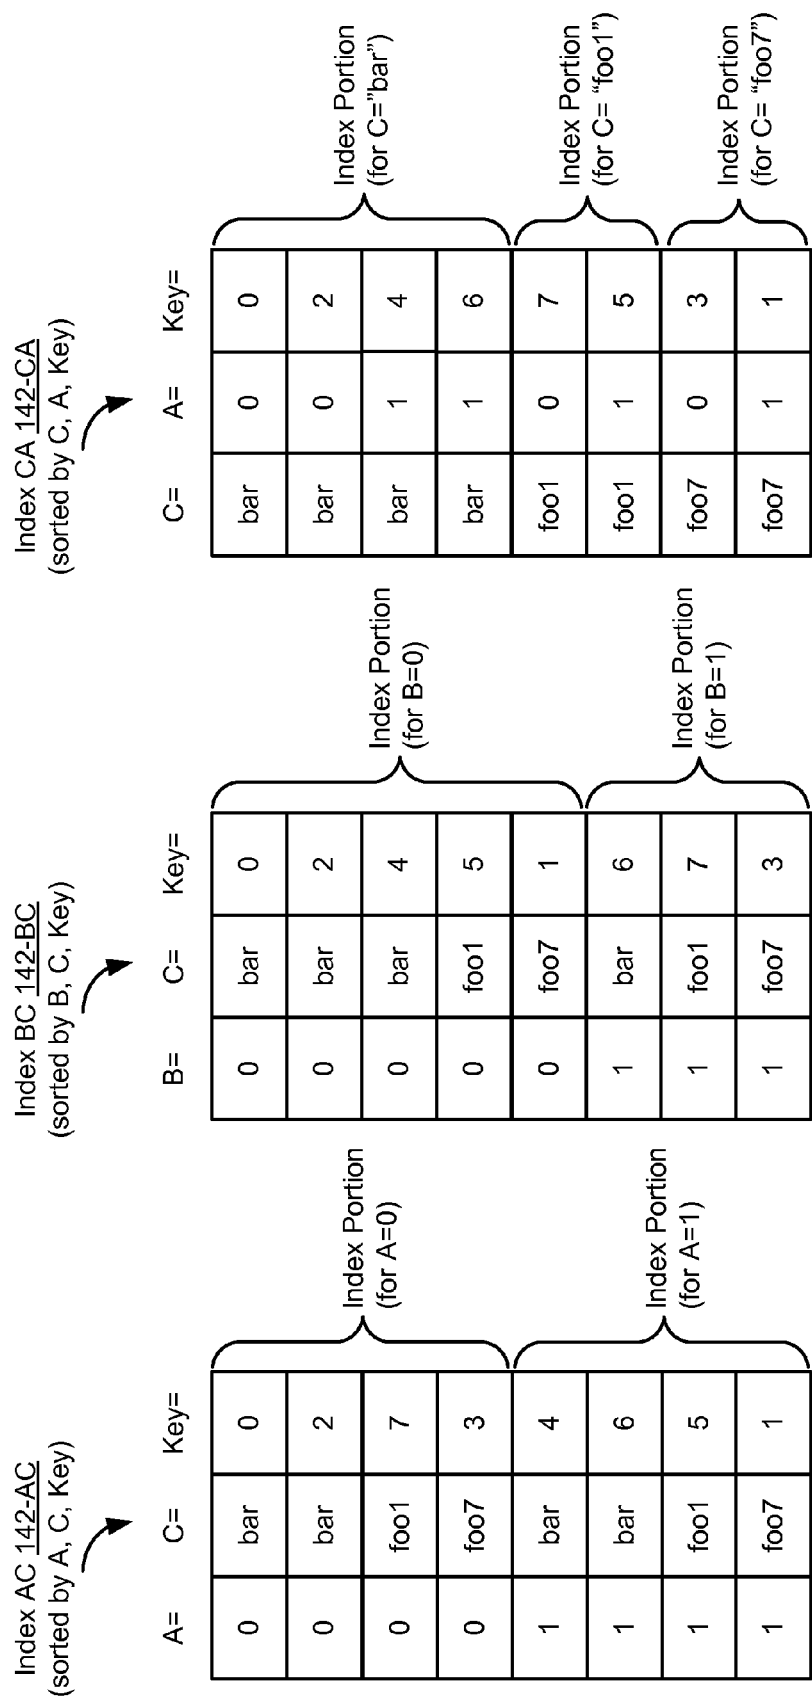 Index AC 142-AC
(sorted by A, C, Key)
A= C= Key=
0 bar 0
0 bar 2
0 foo1 7
0 foo7 3
1 bar 4
1 bar 6
1 foo1 5
1 foo7 1
Index Portion
(for A=0)
Index Portion
(for A=1)
Index BC 142-BC
(sorted by B, C, Key)
B= C= Key=
0 bar 0
0 bar 2
0 bar 4
0 foo1 5
0 foo7 1
1 bar 6
1 foo1 7
1 foo7 3
Index Portion
(for B=0)
Index Portion
(for B=1)
Index CA 142-CA
(sorted by C, A, Key)
C= A= Key=
bar 0 0
bar 0 2
bar 1 4
bar 1 6
foo1 0 7
foo1 1 5
foo7 0 3
foo7 1 1
Index Portion
(for C=”bar”)
Index Portion
(for C= “foo1”)
Index Portion
(for C= “foo7”)